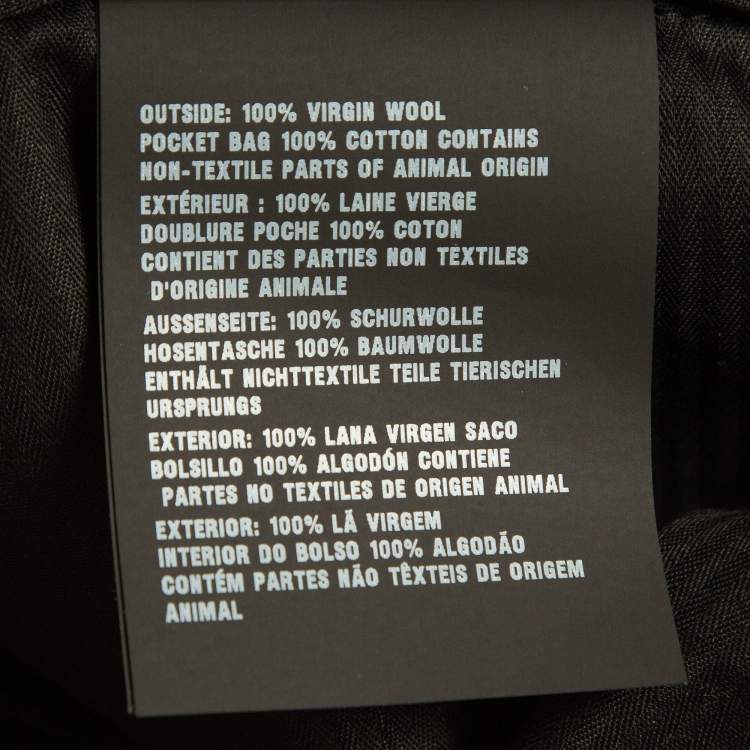 OUTSIDE: 100% VIRGIN WOOL
POCKET BAG 100% COTTON CONTAINS
NON-TEXTILE PARTS OF ANIMAL ORIGIN
EXTÉRIEUR : 100% LAINE VIERGE
DOUBLURE POCHE 100% COTON
CONTIENT DES PARTIES NON TEXTILES
D'ORIGINE ANIMALE
AUSSENSEITE: 100% SCHURWOLLE
HOSENTASCHE 100% BAUMWOLLE
ENTHÄLT NICHTTEXTILE TEILE TIERISCHEN
URSPRUNGS
EXTERIOR: 100% LANA VIRGEN SACO
BOLSILLO 100% ALGODÓN CONTIENE
PARTES NO TEXTILES DE ORIGEN ANIMAL
EXTERIOR: 100% LÃ VIRGEM
INTERIOR DO BOLSO 100% ALGODÃO
CONTÉM PARTES NÃO TÊXTEIS DE ORIGEM
ANIMAL